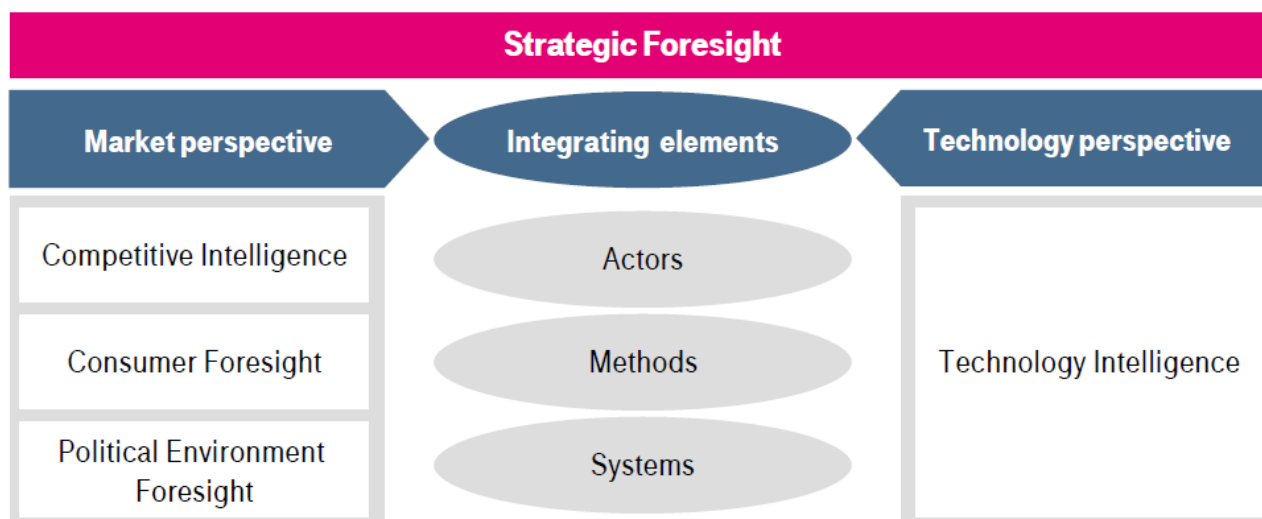 Strategic Foresight
Market perspective
Integrating elements
Technology perspective
Competitive Intelligence
Consumer Foresight
Political Environment
Foresight
Actors
Methods
Systems
Technology Intelligence